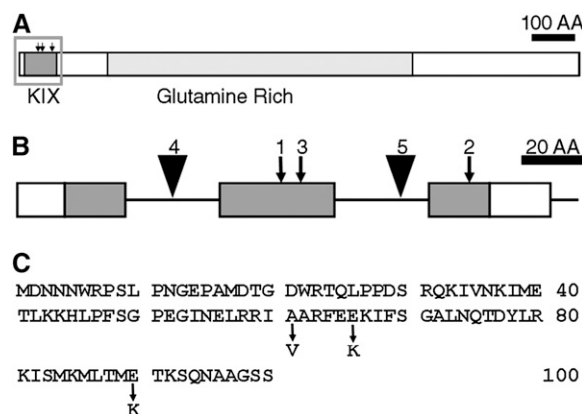 A
100 AA
KIX
Glutamine Rich
B
4 1 3 5 2 20 AA
C
MDNNNWRPSL PNGEPAMDTG DWRTQLPPDS RQKIVNKIME 40
TLKKHLPFSG PEGINELRRI AARFEEKIFS GALNQTDYLR 80
V K
KISMKMLTME TKSQNAAGSS 100
K